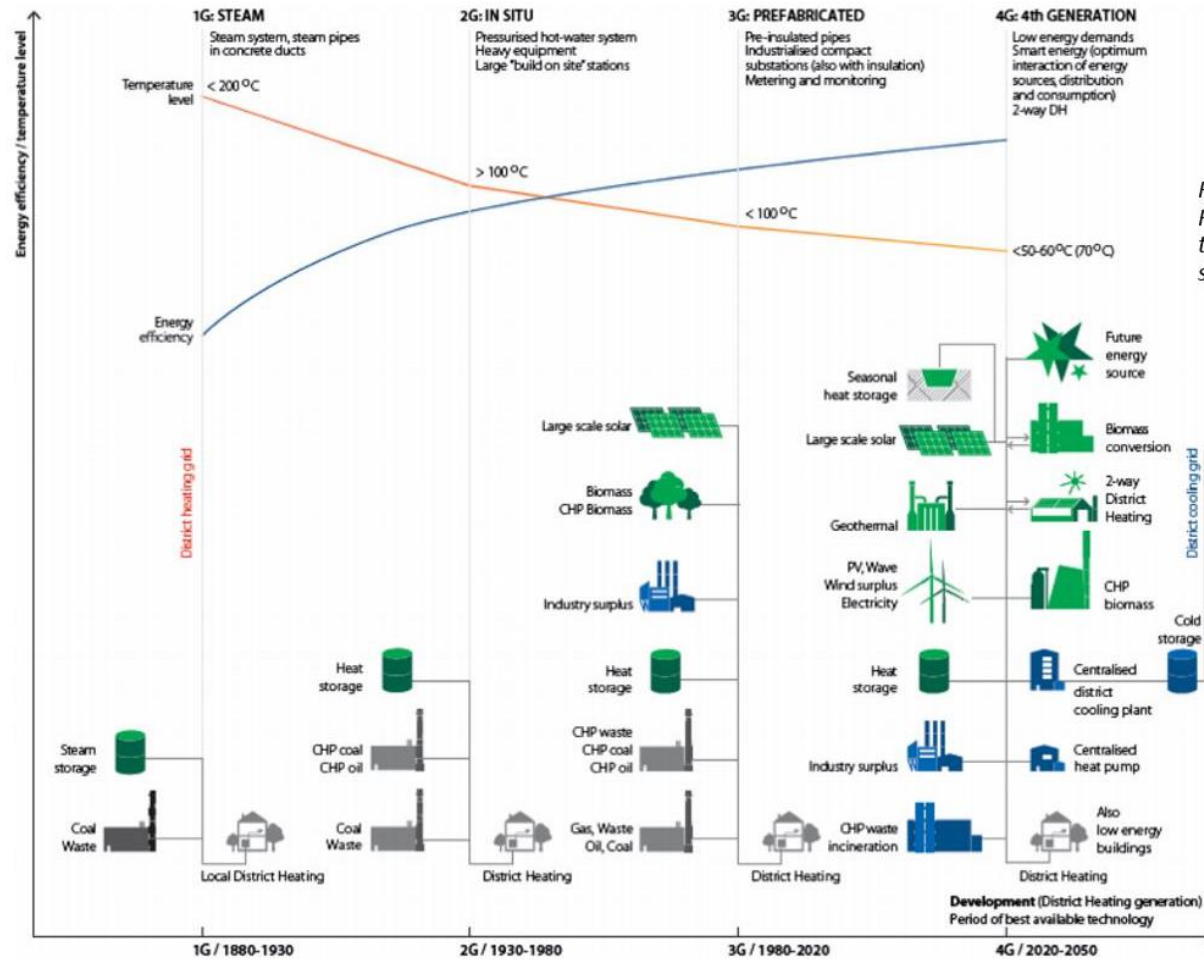 1G: STEAM
Steam system, steam pipes
in concrete ducts
2G: IN SITU
Pressurised hot-water system
Heavy equipment
Large "build on site" stations
3G: PREFABRICATED
Pre-insulated pipes
Industrialised compact
substations (also with insulation)
Metering and monitoring
4G: 4th GENERATION
Low energy demands
Smart energy (optimum
interaction of energy
sources, distribution
and consumption)
2-way DH
Energy efficiency / temperature level
Temperature
level
< 200 °C
> 100 °C
< 100 °C
<50-60°C (70°C)
Energy
efficiency
District heating grid
District cooling grid
Steam
storage
Coal
Waste
Local District Heating
Heat
storage
CHP coal
CHP oil
Coal
Waste
District Heating
Large scale solar
Biomass
CHP Biomass
Industry surplus
Heat
storage
CHP waste
CHP coal
CHP oil
Gas, Waste
Oil, Coal
District Heating
Seasonal
heat storage
Large scale solar
Geothermal
PV, Wave
Wind surplus
Electricity
Heat
storage
Industry surplus
CHP waste
incineration
Future
energy
source
Biomass
conversion
2-way
District
Heating
CHP
biomass
Cold
storage
Centralised
district
cooling plant
Centralised
heat pump
Also
low energy
buildings
District Heating
Development (District Heating generation)
Period of best available technology
1G / 1880-1930
2G / 1930-1980
3G / 1980-2020
4G / 2020-2050